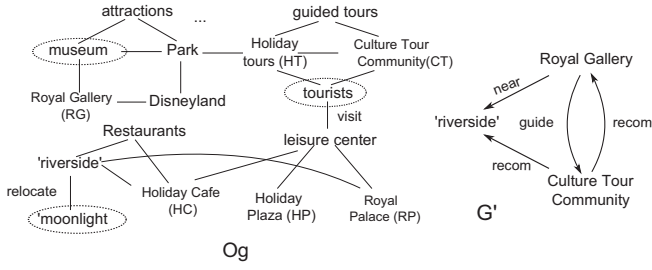 attractions ... guided tours
museum Park Holiday tours (HT) Culture Tour Community(CT)
Royal Gallery (RG) Disneyland tourists
visit
Restaurants leisure center
'riverside'
relocate Holiday Cafe (HC) Holiday Plaza (HP) Royal Palace (RP)
'moonlight
Og
Royal Gallery
near
'riverside' guide recom
recom
Culture Tour
Community
G'